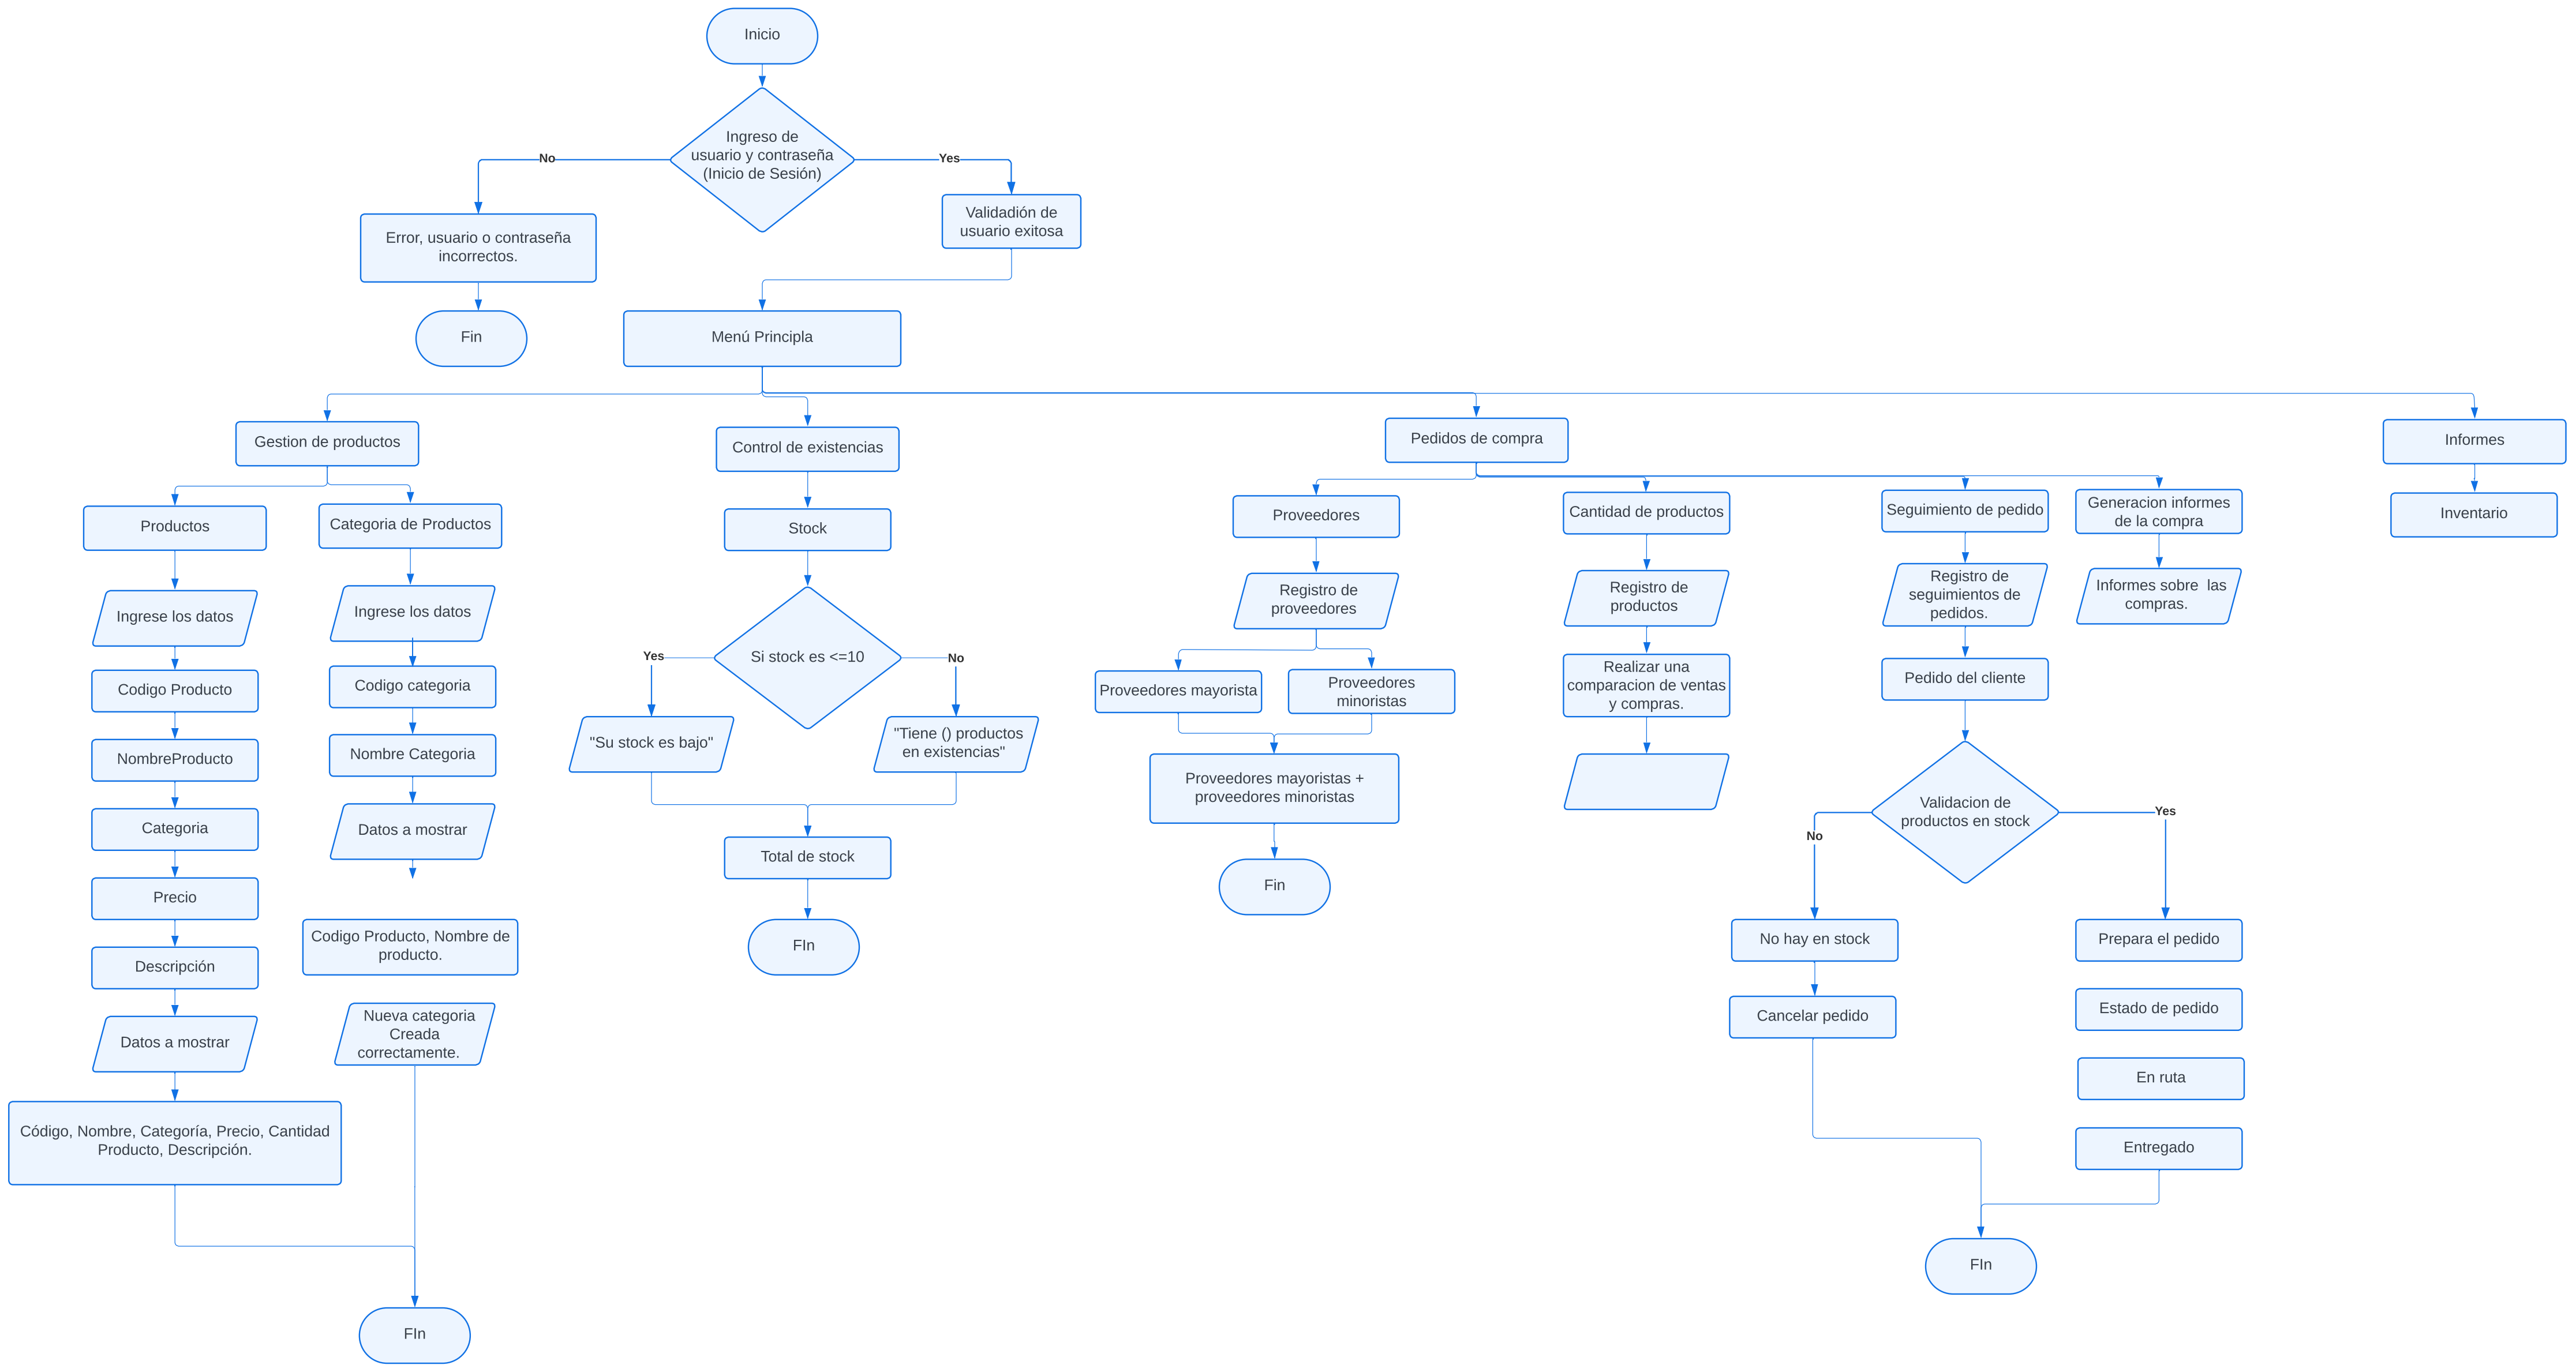 Inicio
Ingreso de
usuario y contraseña
(Inicio de Sesión)
No
Yes
Validadión de
usuario exitosa
Error, usuario o contraseña
incorrectos.
Fin
Menú Principla
Gestion de productos
Control de existencias
Pedidos de compra
Informes
Productos
Categoria de Productos
Stock
Proveedores
Cantidad de productos
Seguimiento de pedido
Generacion informes
de la compra
Inventario
Ingrese los datos
Ingrese los datos
Si stock es <=10
Yes
No
Registro de
proveedores
Registro de
productos
Registro de
seguimientos de
pedidos.
Informes sobre  las
compras.
Codigo Producto
Codigo categoria
Proveedores mayorista
Proveedores
minoristas
Realizar una
comparacion de ventas
y compras.
Pedido del cliente
NombreProducto
Nombre Categoria
"Su stock es bajo"
"Tiene () productos
en existencias"
Proveedores mayoristas +
proveedores minoristas
Validacion de
productos en stock
No
Yes
Categoria
Datos a mostrar
Total de stock
Fin
Precio
Codigo Producto, Nombre de
producto.
FIn
No hay en stock
Prepara el pedido
Descripción
Nueva categoria
Creada
correctamente.
Cancelar pedido
Estado de pedido
Datos a mostrar
En ruta
Código, Nombre, Categoría, Precio, Cantidad
Producto, Descripción.
Entregado
FIn
FIn